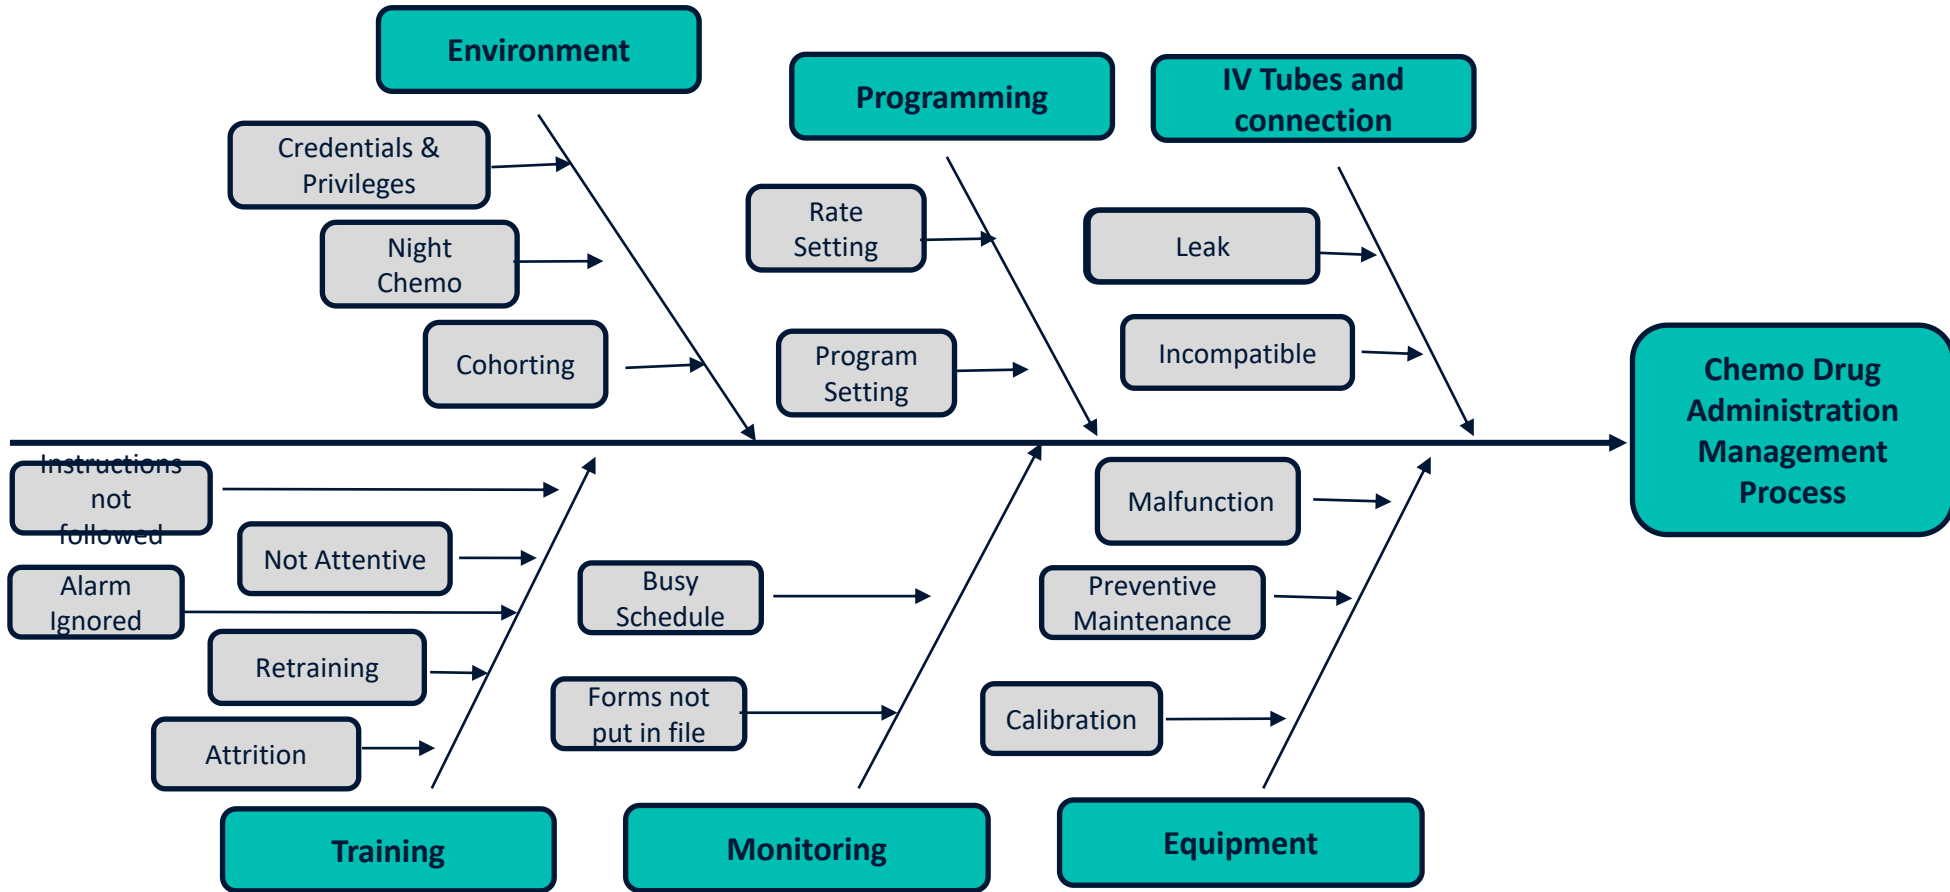 Environment
Programming
IV Tubes and
connection
Credentials &
Privileges
Night
Chemo
Cohorting
Rate
Setting
Program
Setting
Leak
Incompatible
Chemo Drug
Administration
Management
Process
Instructions
not
followed
Not Attentive
Alarm
Ignored
Retraining
Attrition
Busy
Schedule
Forms not
put in file
Malfunction
Preventive
Maintenance
Calibration
Training
Monitoring
Equipment